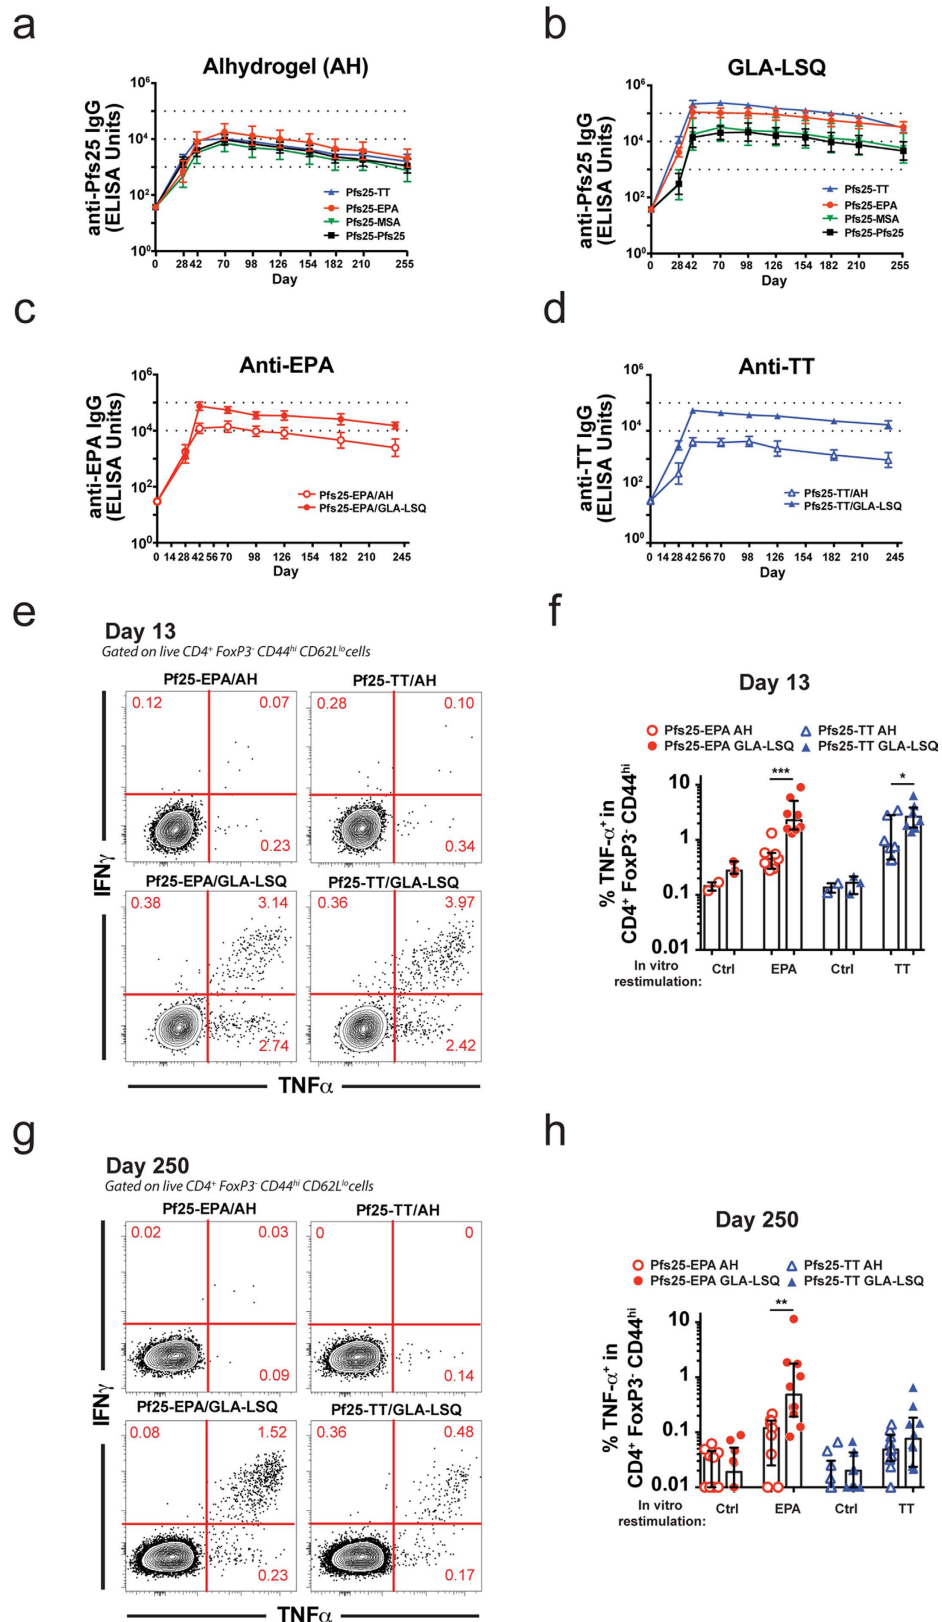 a
Alhydrogel (AH)
anti-Pfs25 IgG
(ELISA Units)
10⁶
10⁴
10²
10⁰
Pfs25-TT
Pfs25-EPA
Pfs25-MSA
Pfs25-Pfs25
0 28 42 70 98 126 154 182 210 255
Day
b
GLA-LSQ
anti-Pfs25 IgG
(ELISA Units)
10⁶
10⁴
10²
10⁰
Pfs25-TT
Pfs25-EPA
Pfs25-MSA
Pfs25-Pfs25
0 28 42 70 98 126 154 182 210 255
Day
c
Anti-EPA
anti-EPA IgG
(ELISA Units)
10⁶
10⁴
10²
10⁰
Pfs25-EPA/AH
Pfs25-EPA/GLA-LSQ
0 14 28 42 56 70 98 126 154 182 210 245
Day
d
Anti-TT
anti-TT IgG
(ELISA Units)
10⁶
10⁴
10²
10⁰
Pfs25-TT/AH
Pfs25-TT/GLA-LSQ
0 14 28 42 56 70 98 126 154 182 210 245
Day
e
Day 13
Gated on live CD4⁺ FoxP3⁻ CD44ʰⁱ CD62Lˡᵒcells
Pf25-EPA/AH
0.12 0.07
0.23
Pf25-TT/AH
0.28 0.10
0.34
Pf25-EPA/GLA-LSQ
0.38 3.14
2.74
Pf25-TT/GLA-LSQ
0.36 3.97
2.42
IFNγ
TNFα
f
Day 13
Pfs25-EPA AH
Pfs25-TT AH
Pfs25-EPA GLA-LSQ
Pfs25-TT GLA-LSQ
% TNF-α⁺ in
CD4⁺ FoxP3⁻ CD44ʰⁱ
10
1
0.1
0.01
***
*
In vitro
restimulation:
Ctrl EPA Ctrl TT
g
Day 250
Gated on live CD4⁺ FoxP3⁻ CD44ʰⁱ CD62Lˡᵒcells
Pf25-EPA/AH
0.02 0.03
0.09
Pf25-TT/AH
0 0
0.14
Pf25-EPA/GLA-LSQ
0.08 1.52
0.23
Pf25-TT/GLA-LSQ
0.36 0.48
0.17
IFNγ
TNFα
h
Day 250
Pfs25-EPA AH
Pfs25-TT AH
Pfs25-EPA GLA-LSQ
Pfs25-TT GLA-LSQ
% TNF-α⁺ in
CD4⁺ FoxP3⁻ CD44ʰⁱ
10
1
0.1
0.01
**
In vitro
restimulation:
Ctrl EPA Ctrl TT